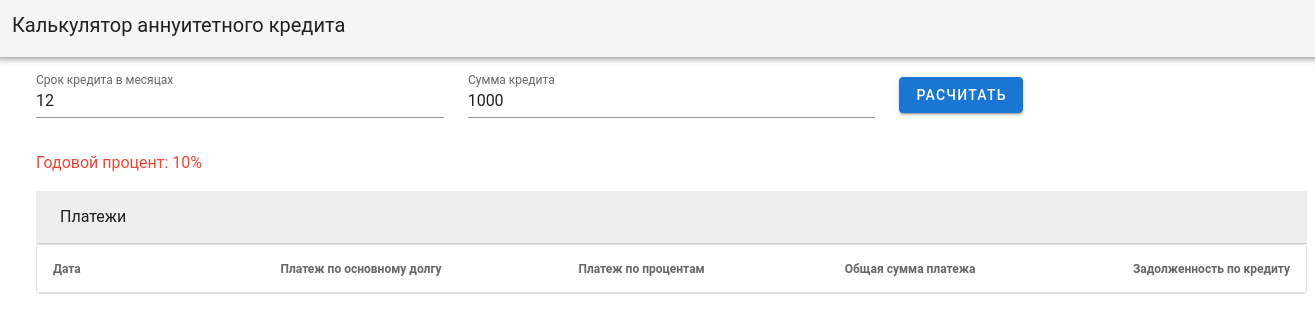 Калькулятор аннуитетного кредита
Срок кредита в месяцах
Сумма кредита
12
1000
РАСЧИТАТЬ
Годовой процент: 10%
Платежи
Дата
Платеж по основному долгу
Платеж по процентам
Общая сумма платежа
Задолженность по кредиту